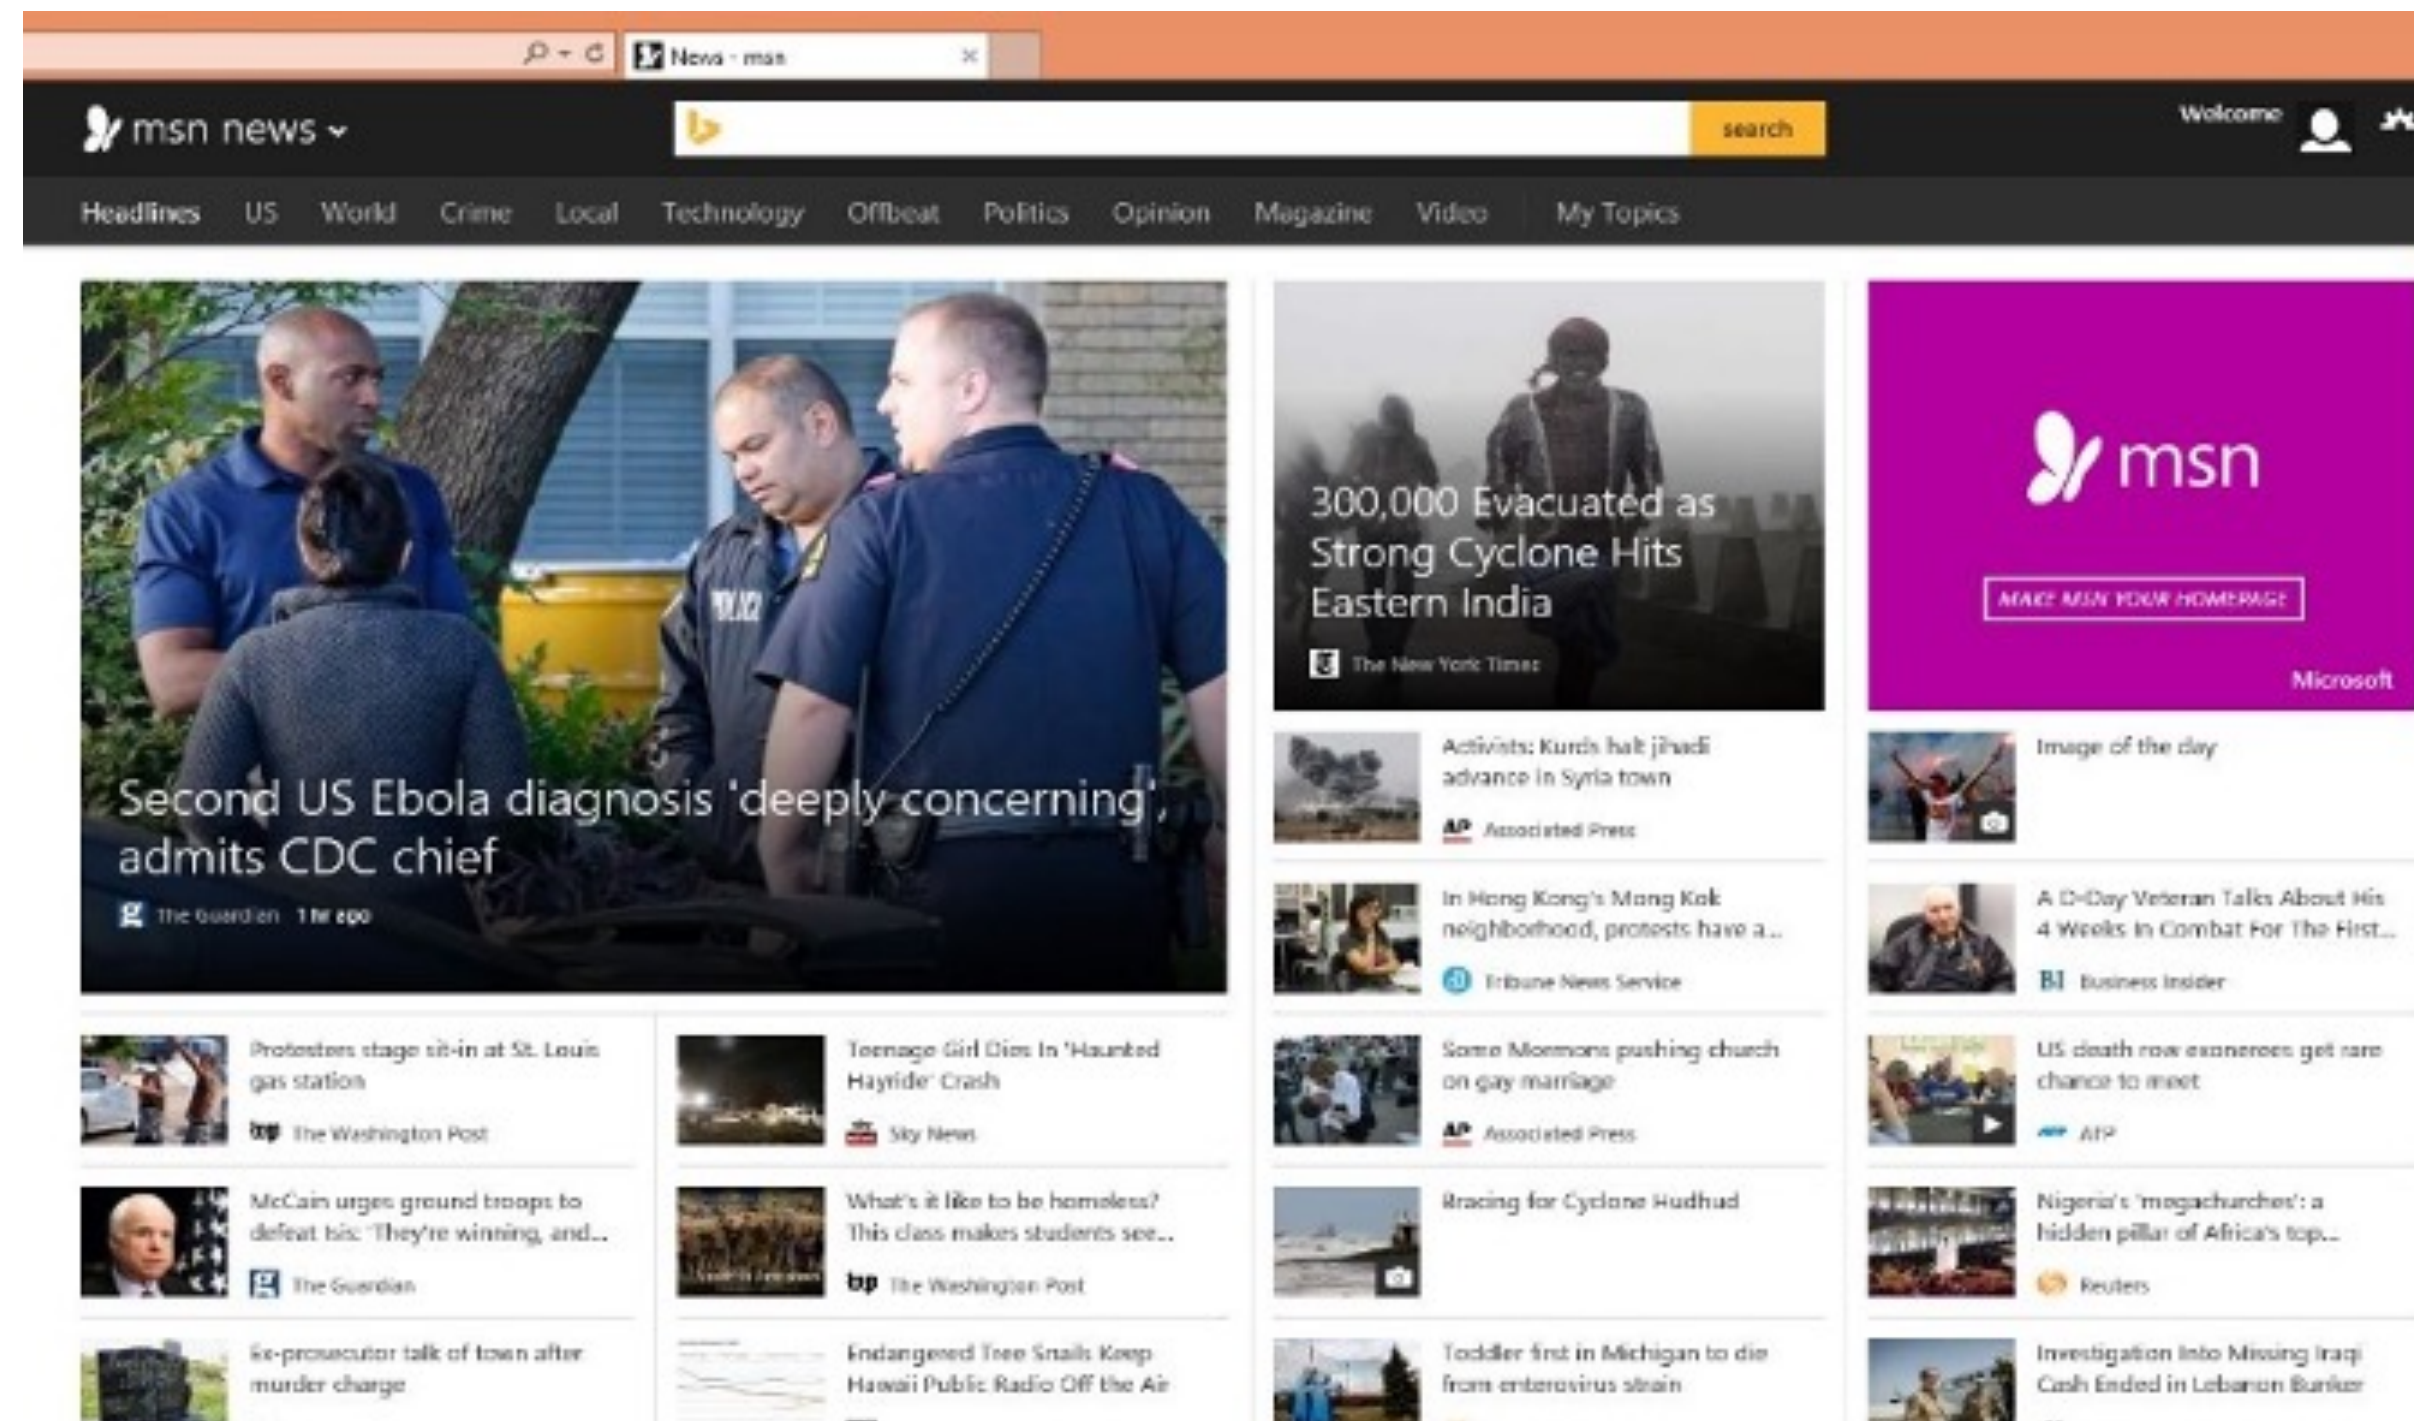 News - msn
msn news
search
Welcome
Headlines US World Crime Local Technology Offbeat Politics Opinion Magazine Video My Topics
POLICE
Second US Ebola diagnosis 'deeply concerning',
admits CDC chief
The Guardian 1 hr ago
300,000 Evacuated as
Strong Cyclone Hits
Eastern India
The New York Times
msn
MAKE MSN YOUR HOMEPAGE
Microsoft
Activists: Kurds halt jihadi
advance in Syria town
AP Associated Press
In Hong Kong's Mong Kok
neighborhood, protests have a...
Tribune News Service
Some Mormons pushing church
on gay marriage
AP Associated Press
Bracing for Cyclone Hudhud
Toddler first in Michigan to die
from enterovirus strain
Image of the day
A D-Day Veteran Talks About His
4 Weeks In Combat For The First...
BI Business Insider
US death row exonerees get rare
chance to meet
AFP AFP
Nigeria's 'megachurches': a
hidden pillar of Africa's top...
Reuters
Investigation Into Missing Iraqi
Cash Ended in Lebanon Bunker
Protesters stage sit-in at St. Louis
gas station
wp The Washington Post
McCain urges ground troops to
defeat Isis: 'They're winning, and...
The Guardian
Ex-prosecutor talk of town after
murder charge
Teenage Girl Dies In 'Haunted
Hayride' Crash
Sky News
What's it like to be homeless?
This class makes students see...
wp The Washington Post
Endangered Tree Snails Keep
Hawaii Public Radio Off the Air